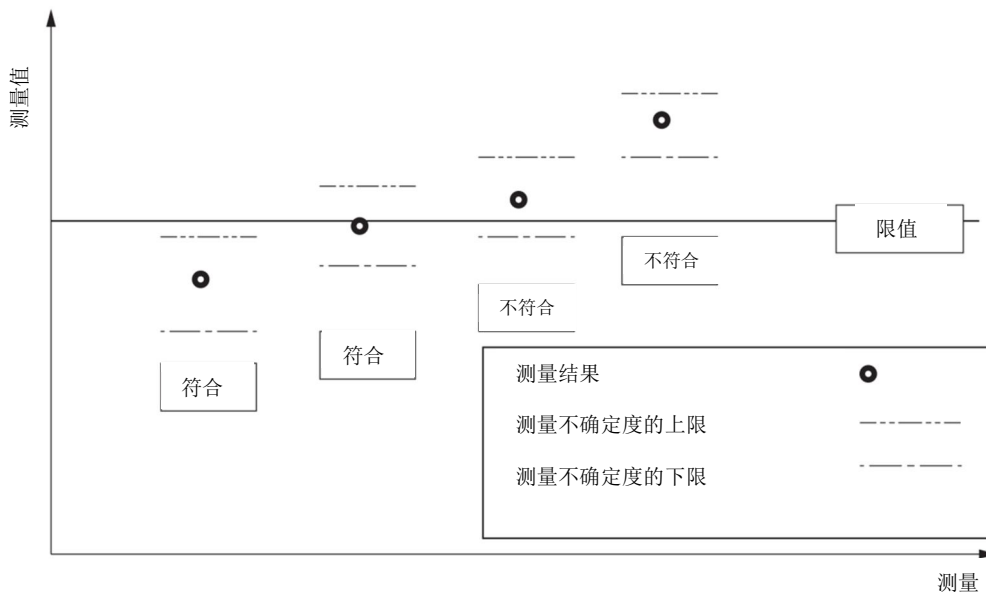 测量值
限值
不符合
不符合
符合
符合
测量结果
测量不确定度的上限
测量不确定度的下限
测量